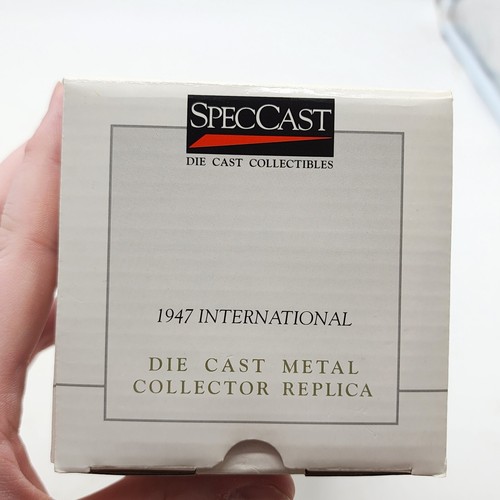 SPECCAST
DIE CAST COLLECTIBLES
1947 INTERNATIONAL
DIE CAST METAL
COLLECTOR REPLICA